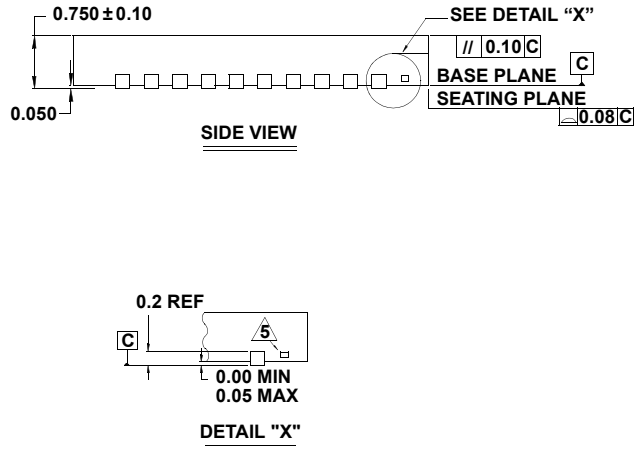 0.750 ± 0.10
SEE DETAIL “X”
// 0.10 C
C
BASE PLANE
SEATING PLANE
0.050
0.08 C
SIDE VIEW
0.2 REF
5
C
0.00 MIN
0.05 MAX
DETAIL "X"